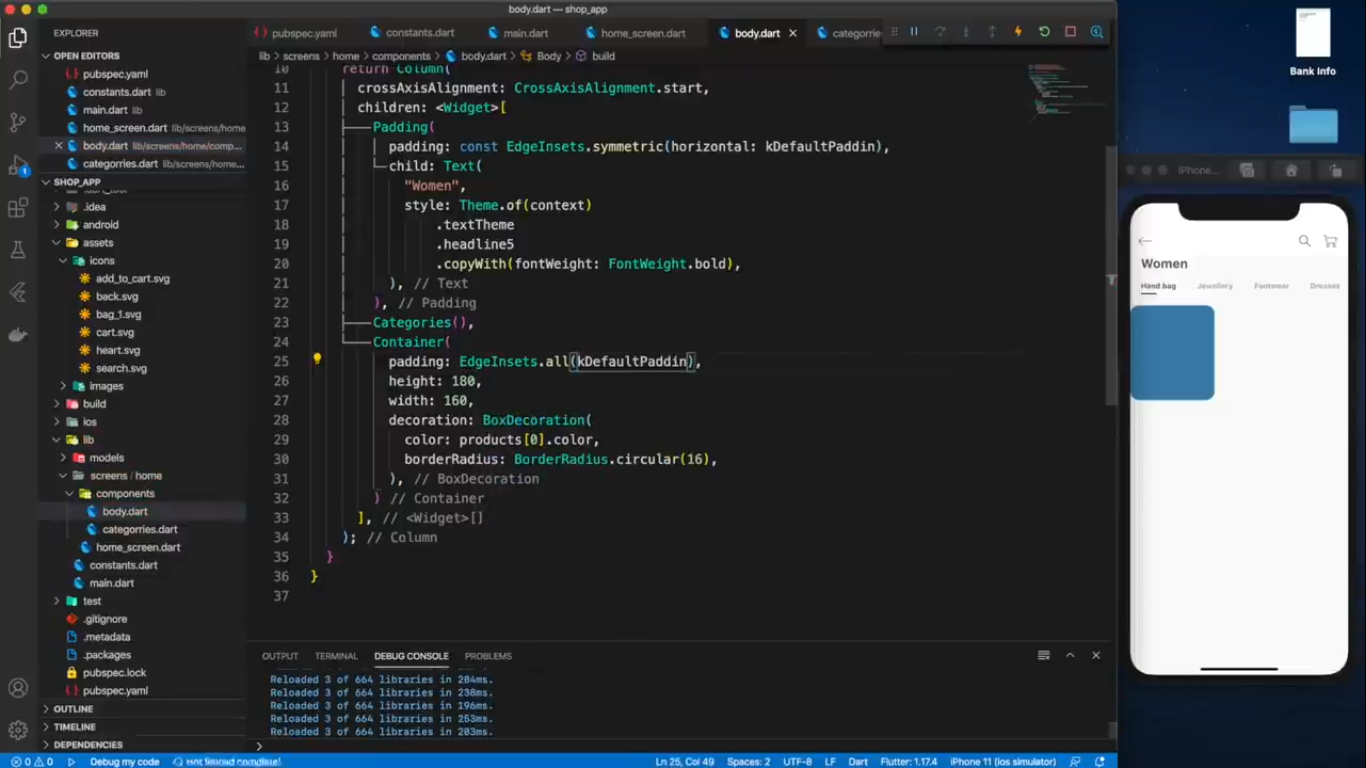 body.dart — shop_app
EXPLORER
OPEN EDITORS
pubspec.yaml
constants.dart lib
main.dart lib
home_screen.dart lib/screens/home
body.dart lib/screens/home/comp...
categorries.dart lib/screens/home...
SHOP_APP
.idea
android
assets
icons
add_to_cart.svg
back.svg
bag_1.svg
cart.svg
heart.svg
search.svg
images
build
ios
lib
models
screens / home
components
body.dart
categorries.dart
home_screen.dart
constants.dart
main.dart
test
.gitignore
.metadata
.packages
pubspec.lock
pubspec.yaml
OUTLINE
TIMELINE
DEPENDENCIES
pubspec.yaml constants.dart main.dart home_screen.dart body.dart categorrie
lib > screens > home > components > body.dart > Body > build
10 return Column(
11 crossAxisAlignment: CrossAxisAlignment.start,
12 children: <Widget>[
13 Padding(
14 padding: const EdgeInsets.symmetric(horizontal: kDefaultPaddin),
15 child: Text(
16 "Women",
17 style: Theme.of(context)
18 .textTheme
19 .headline5
20 .copyWith(fontWeight: FontWeight.bold),
21 ), // Text
22 ), // Padding
23 Categories(),
24 Container(
25 padding: EdgeInsets.all(kDefaultPaddin),
26 height: 180,
27 width: 160,
28 decoration: BoxDecoration(
29 color: products[0].color,
30 borderRadius: BorderRadius.circular(16),
31 ), // BoxDecoration
32 ) // Container
33 ], // <Widget>[]
34 ); // Column
35 }
36 }
37
OUTPUT TERMINAL DEBUG CONSOLE PROBLEMS
Reloaded 3 of 664 libraries in 204ms.
Reloaded 3 of 664 libraries in 238ms.
Reloaded 3 of 664 libraries in 196ms.
Reloaded 3 of 664 libraries in 253ms.
Reloaded 3 of 664 libraries in 203ms.
0 0 Debug my code Ln 25, Col 49 Spaces: 2 UTF-8 LF Dart Flutter: 1.17.4 iPhone 11 (ios simulator)
Bank Info
iPhone...
Women
Hand bag Jewellery Footwear Dresses